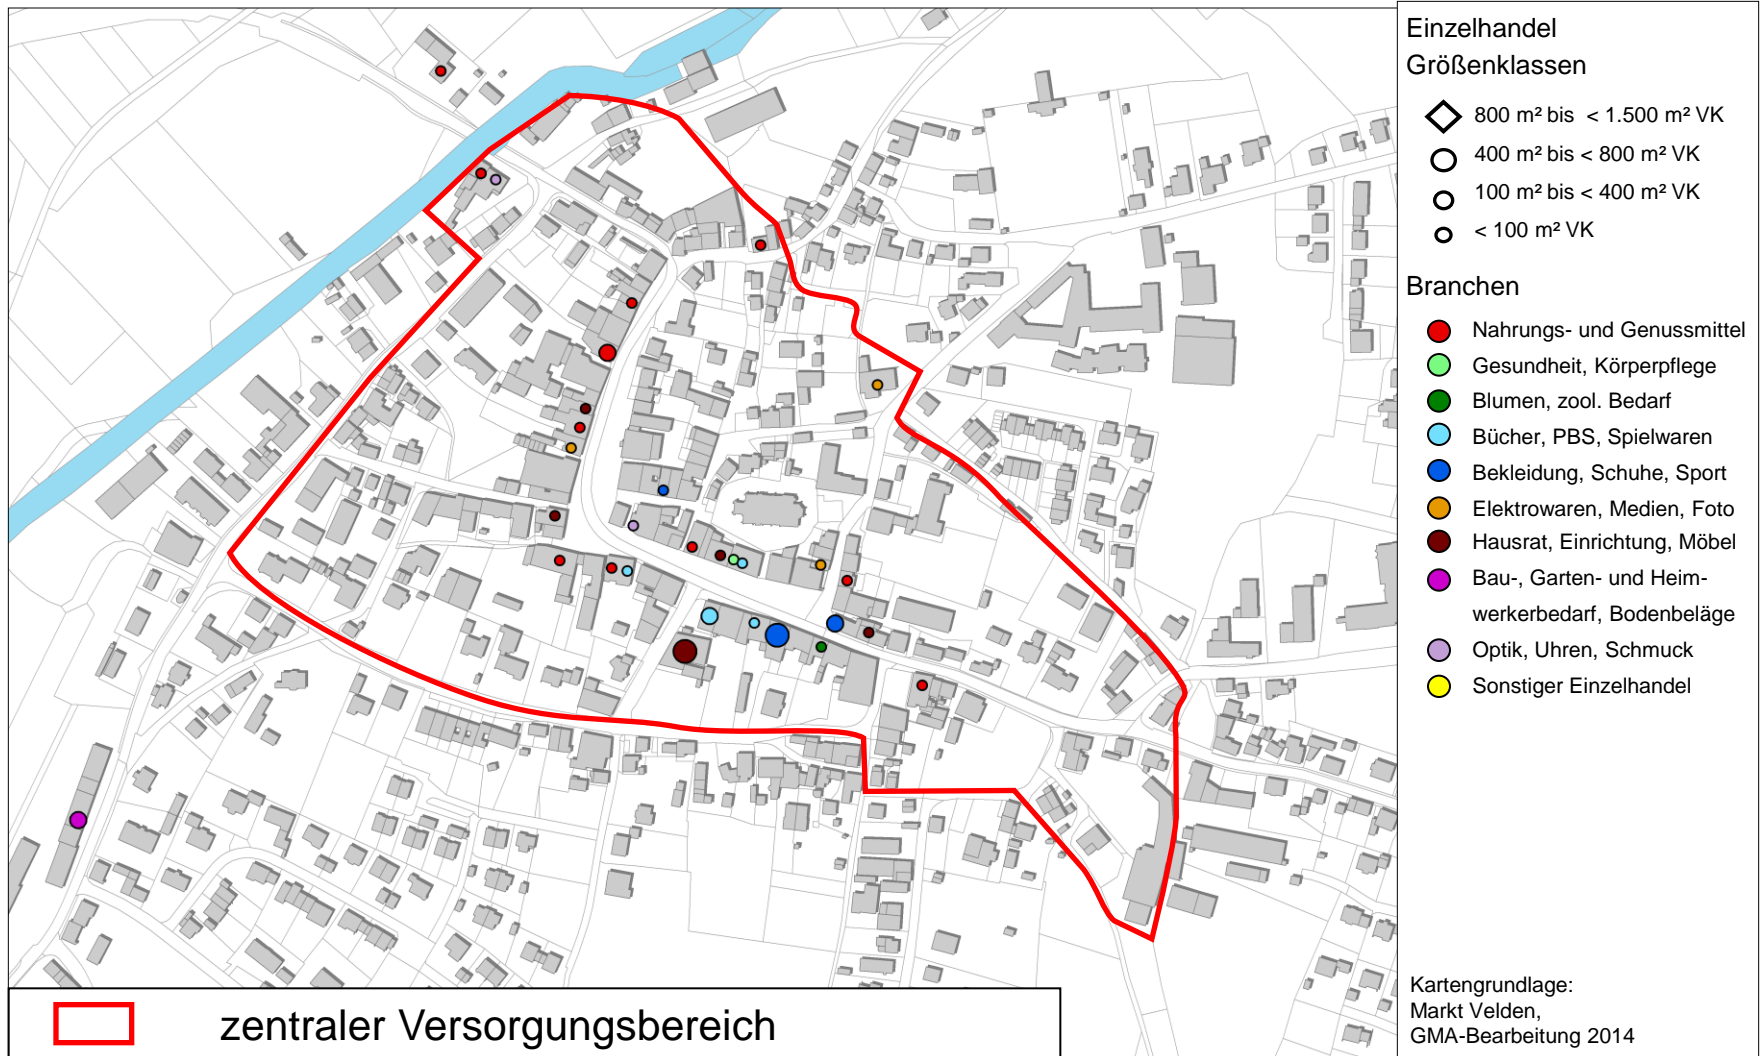 Einzelhandel
Größenklassen
800 m² bis < 1.500 m² VK
400 m² bis < 800 m² VK
100 m² bis < 400 m² VK
< 100 m² VK
Branchen
Nahrungs- und Genussmittel
Gesundheit, Körperpflege
Blumen, zool. Bedarf
Bücher, PBS, Spielwaren
Bekleidung, Schuhe, Sport
Elektrowaren, Medien, Foto
Hausrat, Einrichtung, Möbel
Bau-, Garten- und Heim-
werkerbedarf, Bodenbeläge
Optik, Uhren, Schmuck
Sonstiger Einzelhandel
Kartengrundlage:
Markt Velden,
GMA-Bearbeitung 2014
zentraler Versorgungsbereich